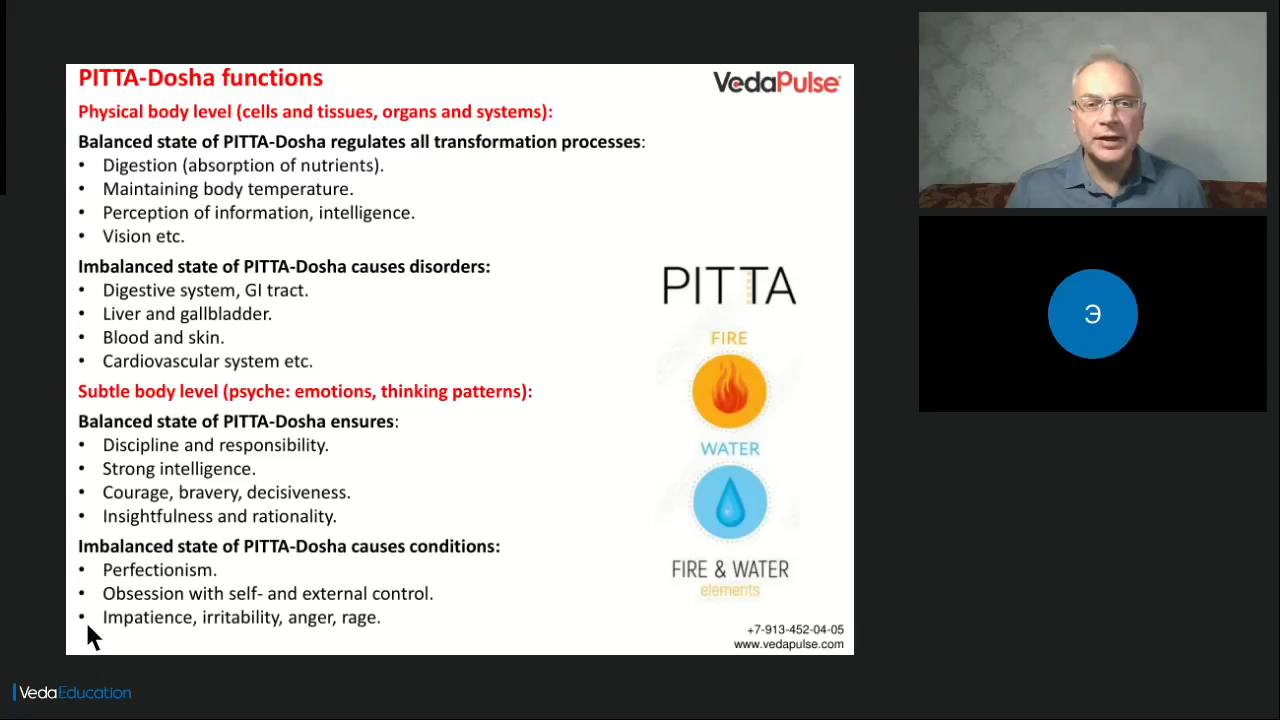 PITTA-Dosha functions
VedaPulse
Physical body level (cells and tissues, organs and systems):
Balanced state of PITTA-Dosha regulates all transformation processes:
• Digestion (absorption of nutrients).
• Maintaining body temperature.
• Perception of information, intelligence.
• Vision etc.
Imbalanced state of PITTA-Dosha causes disorders:
• Digestive system, GI tract.
• Liver and gallbladder.
• Blood and skin.
• Cardiovascular system etc.
Subtle body level (psyche: emotions, thinking patterns):
Balanced state of PITTA-Dosha ensures:
• Discipline and responsibility.
• Strong intelligence.
• Courage, bravery, decisiveness.
• Insightfulness and rationality.
Imbalanced state of PITTA-Dosha causes conditions:
• Perfectionism.
• Obsession with self- and external control.
• Impatience, irritability, anger, rage.
PITTA
FIRE
WATER
FIRE & WATER
elements
+7-913-452-04-05
www.vedapulse.com
Э
VedaEducation